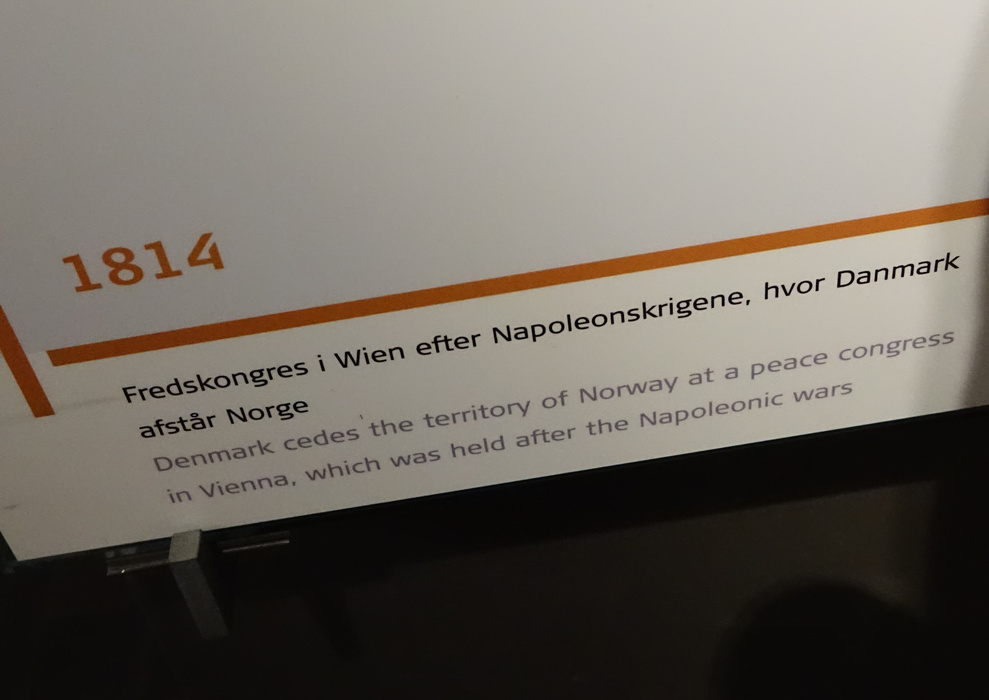 1814
Fredskongres i Wien efter Napoleonskrigene, hvor Danmark
afstår Norge
Denmark cedes the territory of Norway at a peace congress
in Vienna, which was held after the Napoleonic wars